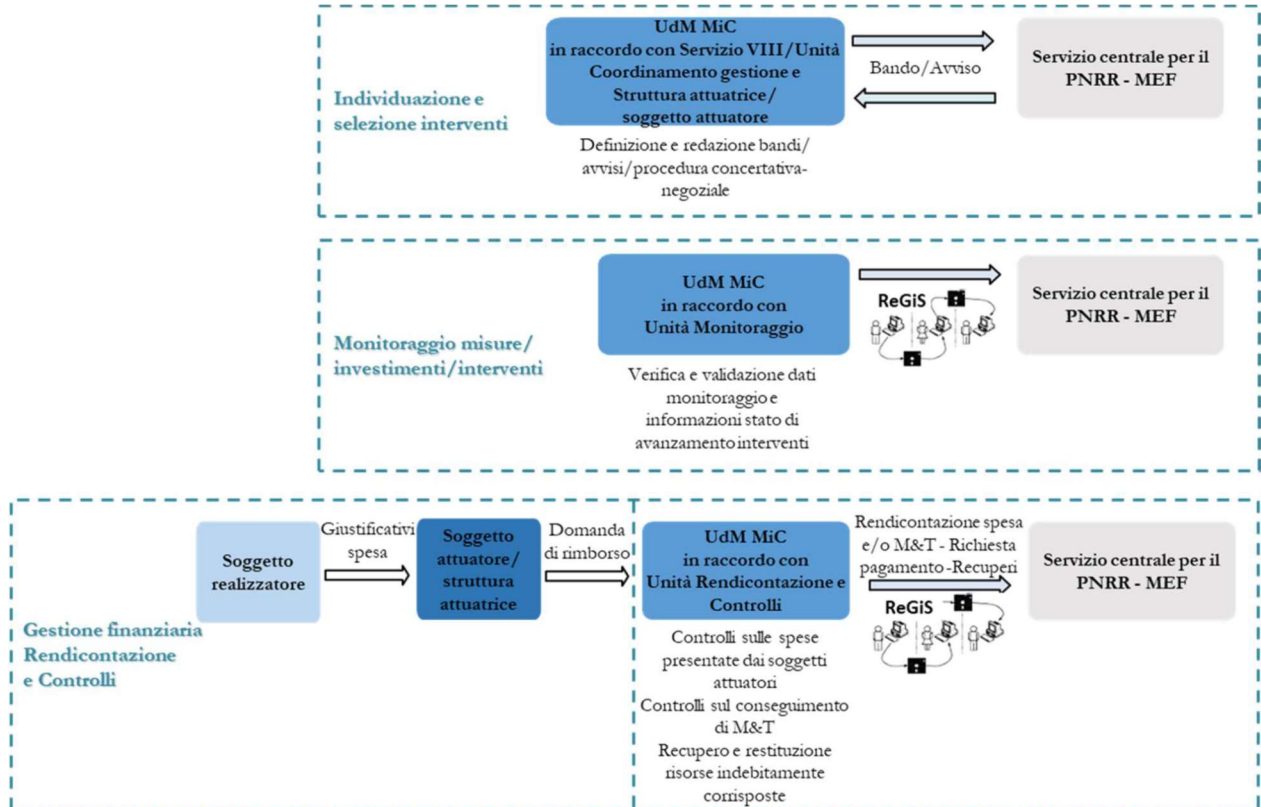 Individuazione e
selezione interventi
UdM MiC
in raccordo con Servizio VIII/Unità
Coordinamento gestione e
Struttura attuatrice/
soggetto attuatore
Definizione e redazione bandi/
avvisi/procedura concertativa-
negoziale
Bando/Avviso
Servizio centrale per il
PNRR - MEF
Monitoraggio misure/
investimenti/interventi
UdM MiC
in raccordo con
Unità Monitoraggio
Verifica e validazione dati
monitoraggio e
informazioni stato di
avanzamento interventi
ReGiS
Servizio centrale per il
PNRR - MEF
Gestione finanziaria
Rendicontazione
e Controlli
Soggetto
realizzatore
Giustificativi
spesa
Soggetto
attuatore/
struttura
attuatrice
Domanda
di rimborso
UdM MiC
in raccordo con
Unità Rendicontazione e
Controlli
Controlli sulle spese
presentate dai soggetti
attuatori
Controlli sul conseguimento
di M&T
Recupero e restituzione
risorse indebitamente
corrisposte
Rendicontazione spesa
e/o M&T - Richiesta
pagamento -Recuperi
ReGiS
Servizio centrale per il
PNRR - MEF